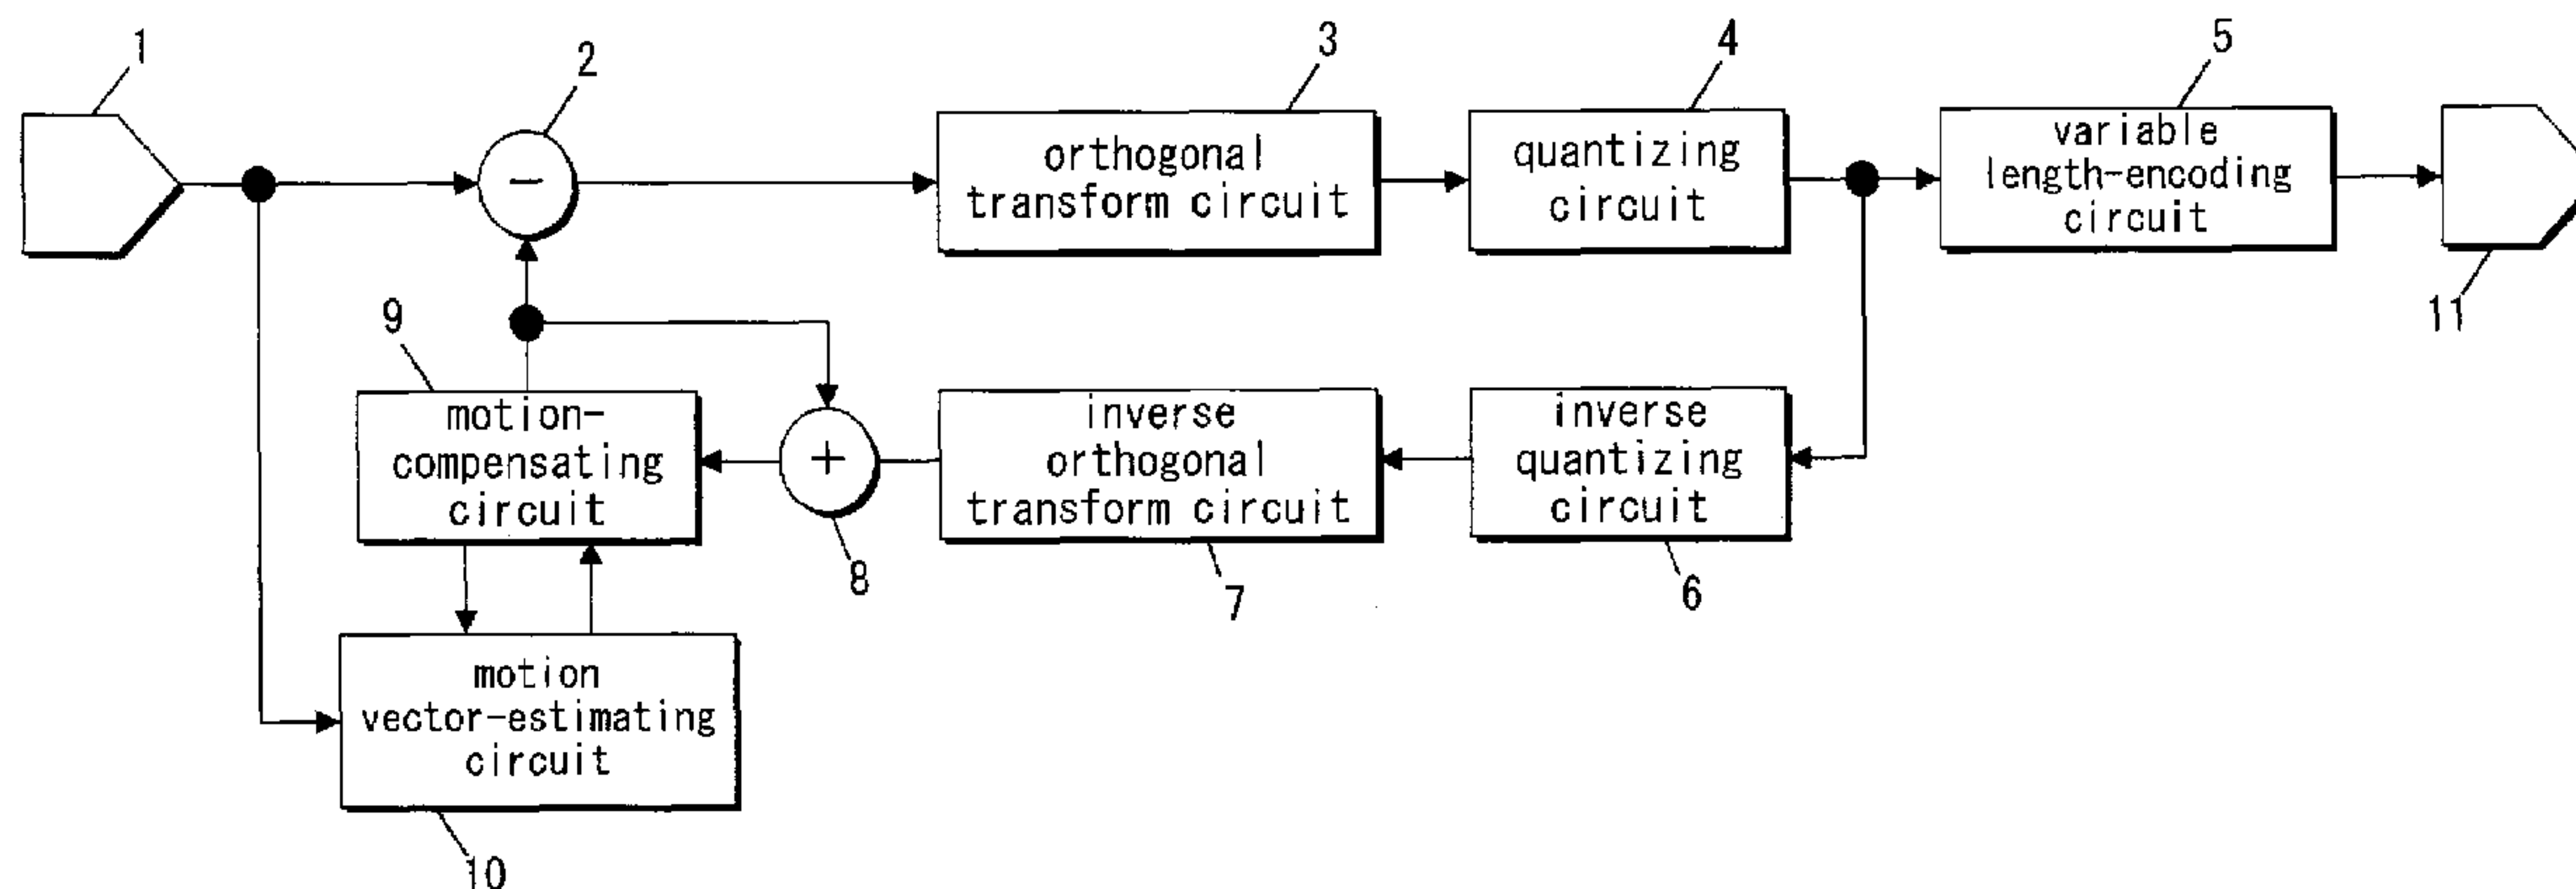 1
2
3
4
5
orthogonal
transform circuit
quantizing
circuit
variable
length-encoding
circuit
11
9
motion-
compensating
circuit
+
8
inverse
orthogonal
transform circuit
7
inverse
quantizing
circuit
6
motion
vector-estimating
circuit
10